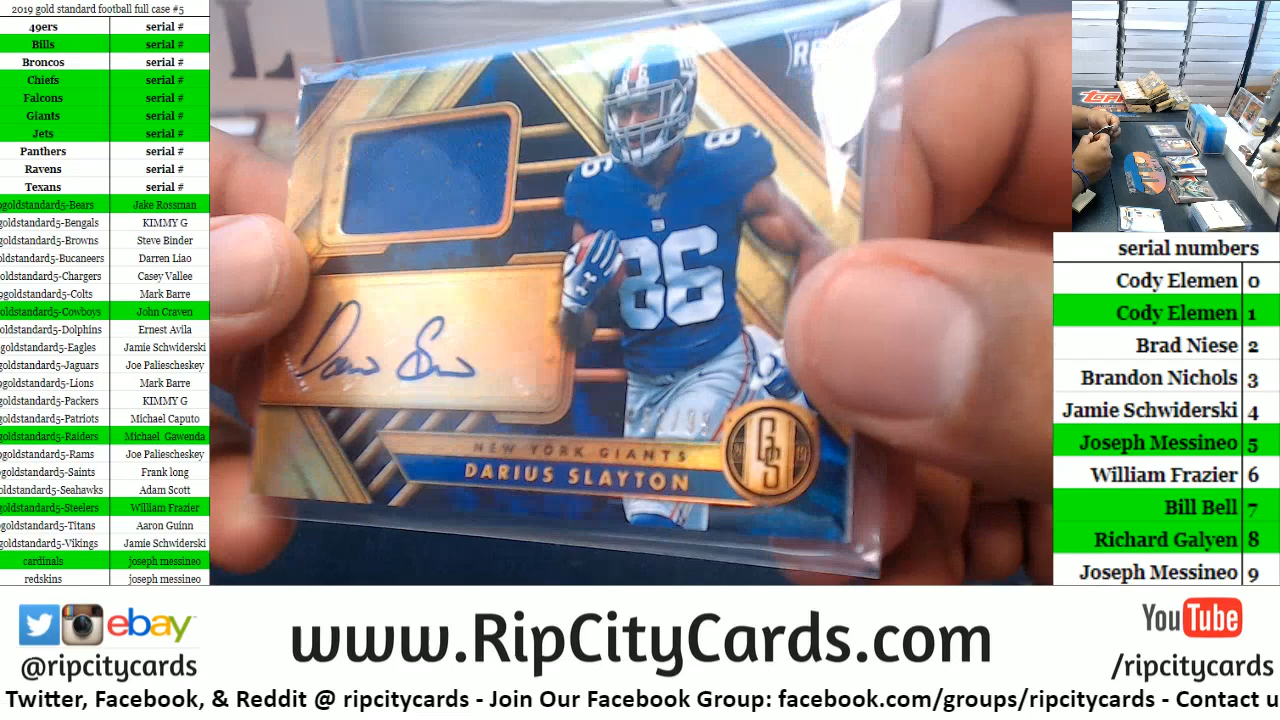 2019 gold standard football full case #5
49ers serial #
Bills serial #
Broncos serial #
Chiefs serial #
Falcons serial #
Giants serial #
Jets serial #
Panthers serial #
Ravens serial #
Texans serial #
goldstandard5-Bears Jake Rossman
goldstandard5-Bengals KIMMY G
goldstandard5-Browns Steve Binder
goldstandard5-Bucaneers Darren Liao
goldstandard5-Chargers Casey Vallee
9goldstandard5-Colts Mark Barre
goldstandard5-Cowboys John Craven
goldstandard5-Dolphins Ernest Avila
goldstandard5-Eagles Jamie Schwiderski
goldstandard5-Jaguars Joe Paliescheskey
9goldstandard5-Lions Mark Barre
goldstandard5-Packers KIMMY G
goldstandard5-Patriots Michael Caputo
goldstandard5-Raiders Michael Gawenda
goldstandard5-Rams Joe Paliescheskey
goldstandard5-Saints Frank long
goldstandard5-Seahawks Adam Scott
goldstandard5-Steelers William Frazier
goldstandard5-Titans Aaron Guinn
goldstandard5-Vikings Jamie Schwiderski
cardinals joseph messineo
redskins joseph messineo
86
86
NEW YORK GIANTS
DARIUS SLAYTON
GS
TOPPS
serial numbers
Cody Elemen 0
Cody Elemen 1
Brad Niese 2
Brandon Nichols 3
Jamie Schwiderski 4
Joseph Messineo 5
William Frazier 6
Bill Bell 7
Richard Galyen 8
Joseph Messineo 9
ebay
@ripcitycards
www.RipCityCards.com
YouTube
/ripcitycards
Twitter, Facebook, & Reddit @ ripcitycards - Join Our Facebook Group: facebook.com/groups/ripcitycards - Contact u